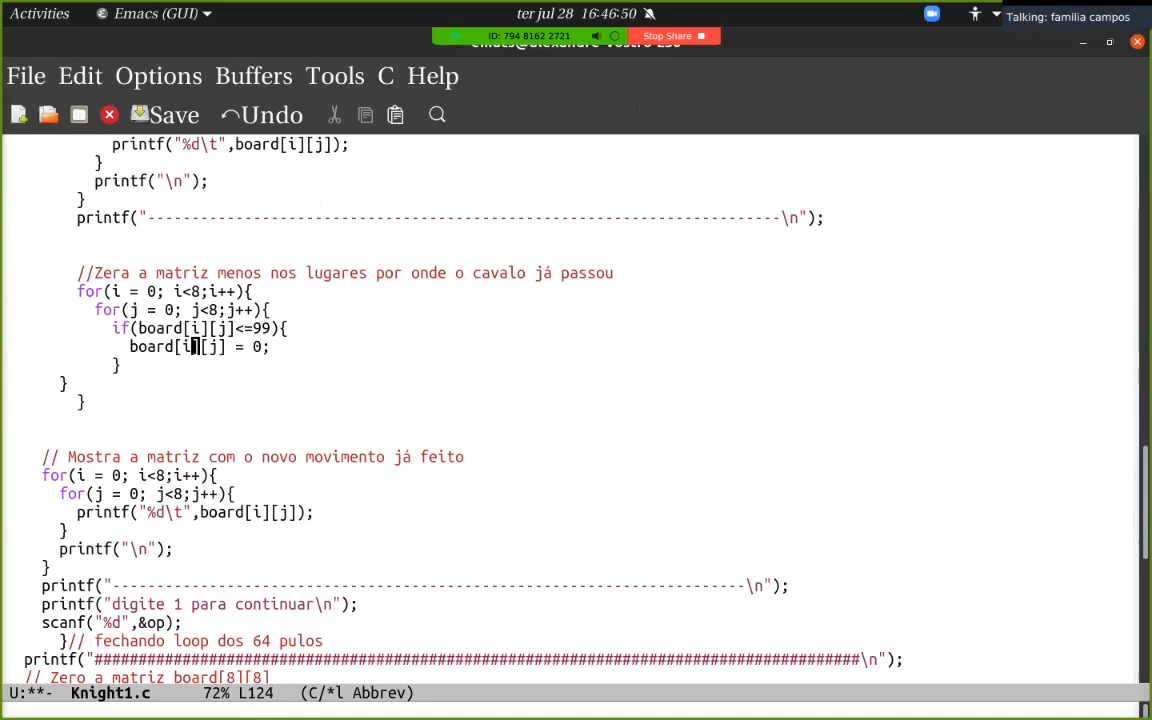 Activities Emacs (GUI) ter jul 28 16:46:50 Talking: familia campos
ID: 794 8162 2721 Stop Share
File Edit Options Buffers Tools C Help
Save Undo
printf("%d\t",board[i][j]);
}
printf("\n");
}
printf("------------------------------------------------------------------------\n");
//Zera a matriz menos nos lugares por onde o cavalo já passou
for(i = 0; i<8;i++){
for(j = 0; j<8;j++){
if(board[i][j]<=99){
board[i][j] = 0;
}
}
}
// Mostra a matriz com o novo movimento já feito
for(i = 0; i<8;i++){
for(j = 0; j<8;j++){
printf("%d\t",board[i][j]);
}
printf("\n");
}
printf("------------------------------------------------------------------------\n");
printf("digite 1 para continuar\n");
scanf("%d",&op);
}// fechando loop dos 64 pulos
printf("#######################################################################################\n");
// Zero a matriz board[8][8]
U:**- Knight1.c 72% L124 (C/*l Abbrev)